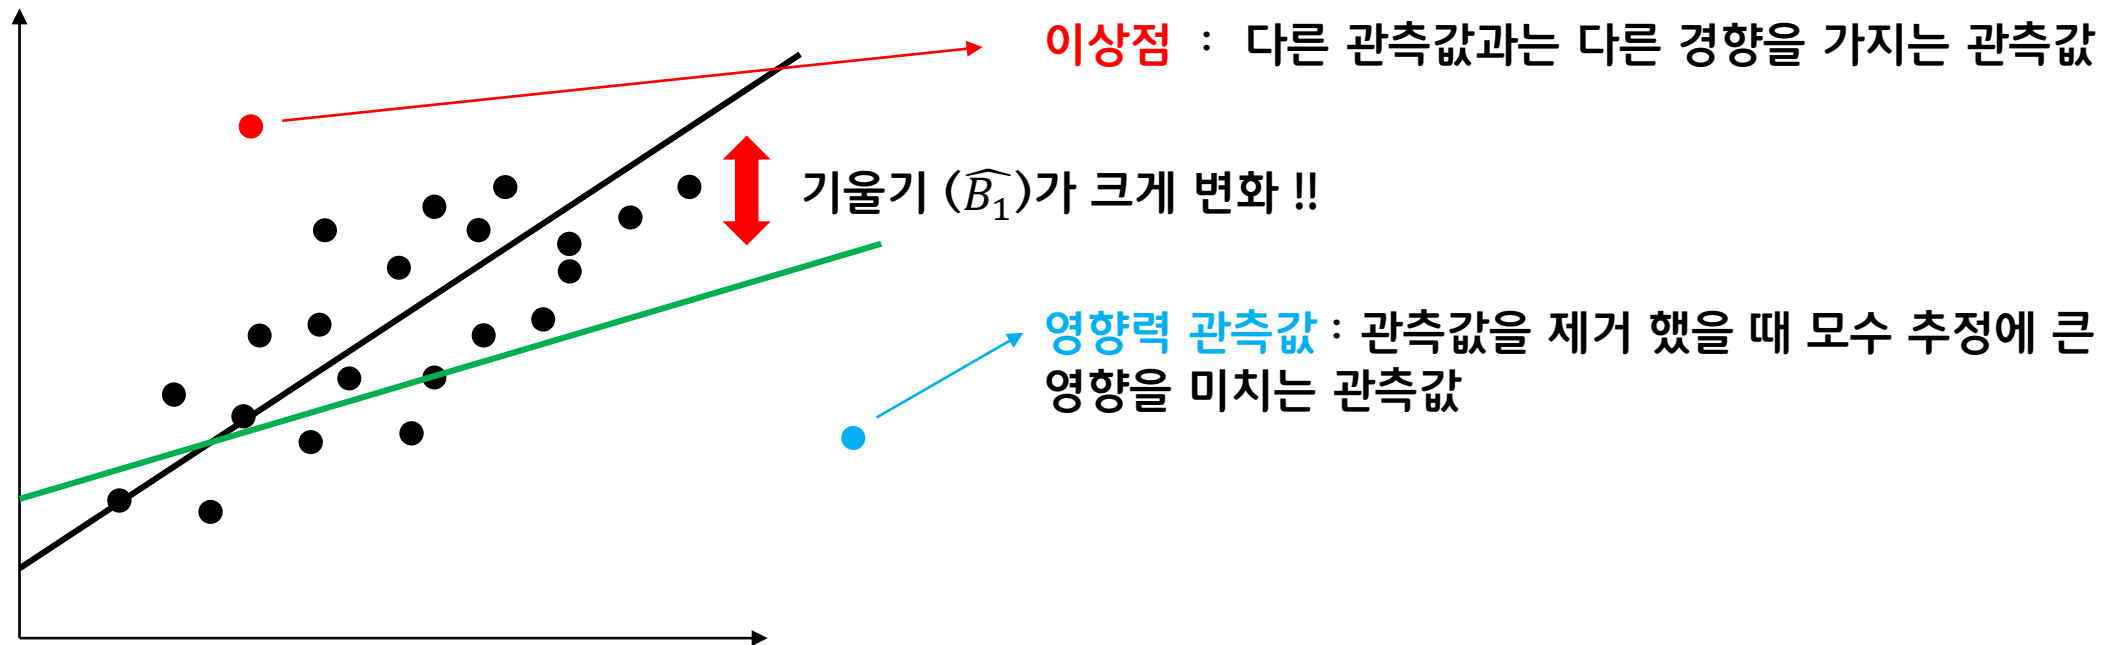 이상점 : 다른 관측값과는 다른 경향을 가지는 관측값
기울기 ($\widehat{B_1}$)가 크게 변화 !!
영향력 관측값 : 관측값을 제거 했을 때 모수 추정에 큰
영향을 미치는 관측값